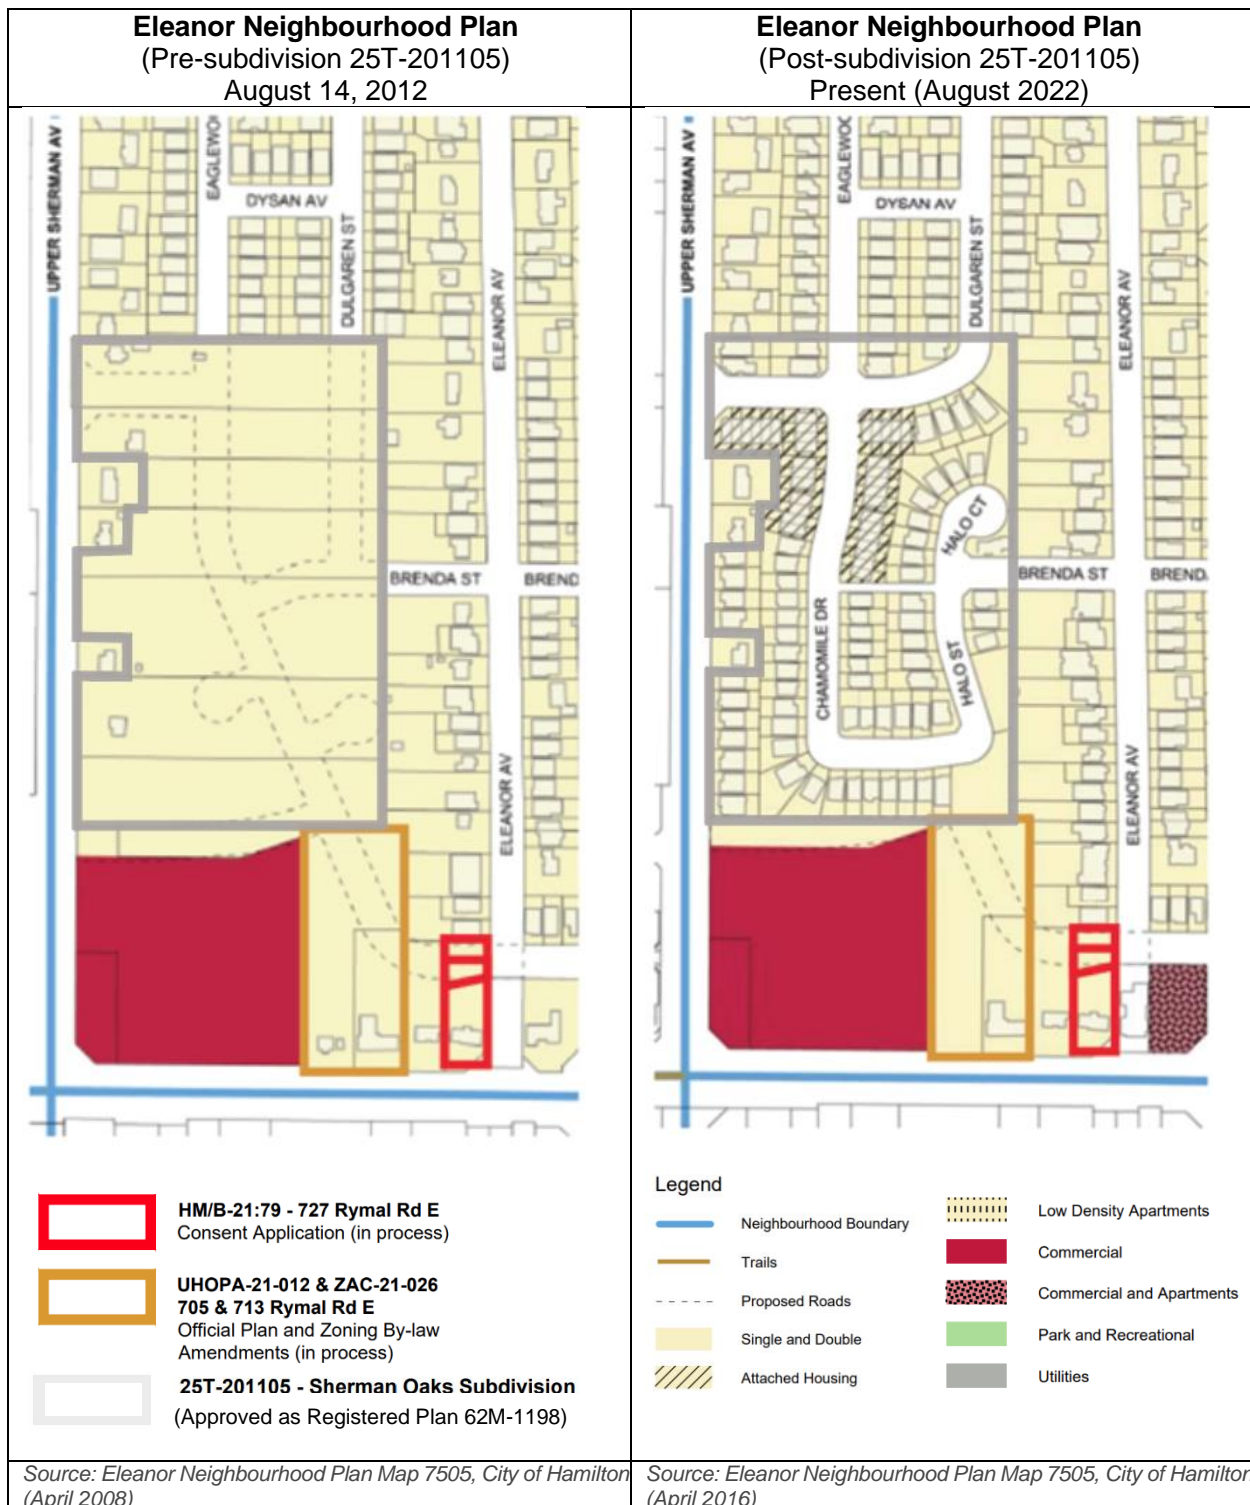 Eleanor Neighbourhood Plan
(Pre-subdivision 25T-201105)
August 14, 2012
Eleanor Neighbourhood Plan
(Post-subdivision 25T-201105)
Present (August 2022)
UPPER SHERMAN AV
EAGLEWO
DYSAN AV
DULGAREN ST
ELEANOR AV
BRENDA ST
BREND
ELEANOR AV
UPPER SHERMAN AV
EAGLEWOO
DYSAN AV
DULGAREN ST
ELEANOR AV
HALO CT
BRENDA ST
BREND
CHAMOMILE DR
HALO ST
ELEANOR AV
HM/B-21:79 - 727 Rymal Rd E
Consent Application (in process)
UHOPA-21-012 & ZAC-21-026
705 & 713 Rymal Rd E
Official Plan and Zoning By-law
Amendments (in process)
25T-201105 - Sherman Oaks Subdivision
(Approved as Registered Plan 62M-1198)
Legend
Neighbourhood Boundary
Trails
Proposed Roads
Single and Double
Attached Housing
Low Density Apartments
Commercial
Commercial and Apartments
Park and Recreational
Utilities
Source: Eleanor Neighbourhood Plan Map 7505, City of Hamilton
(April 2008)
Source: Eleanor Neighbourhood Plan Map 7505, City of Hamilton
(April 2016)